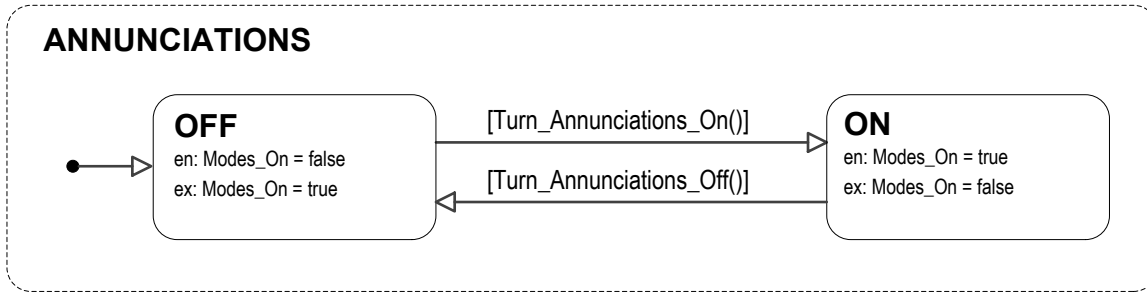 ANNUNCIATIONS
OFF
en: Modes_On = false
ex: Modes_On = true
[Turn_Annunciations_On()]
[Turn_Annunciations_Off()]
ON
en: Modes_On = true
ex: Modes_On = false